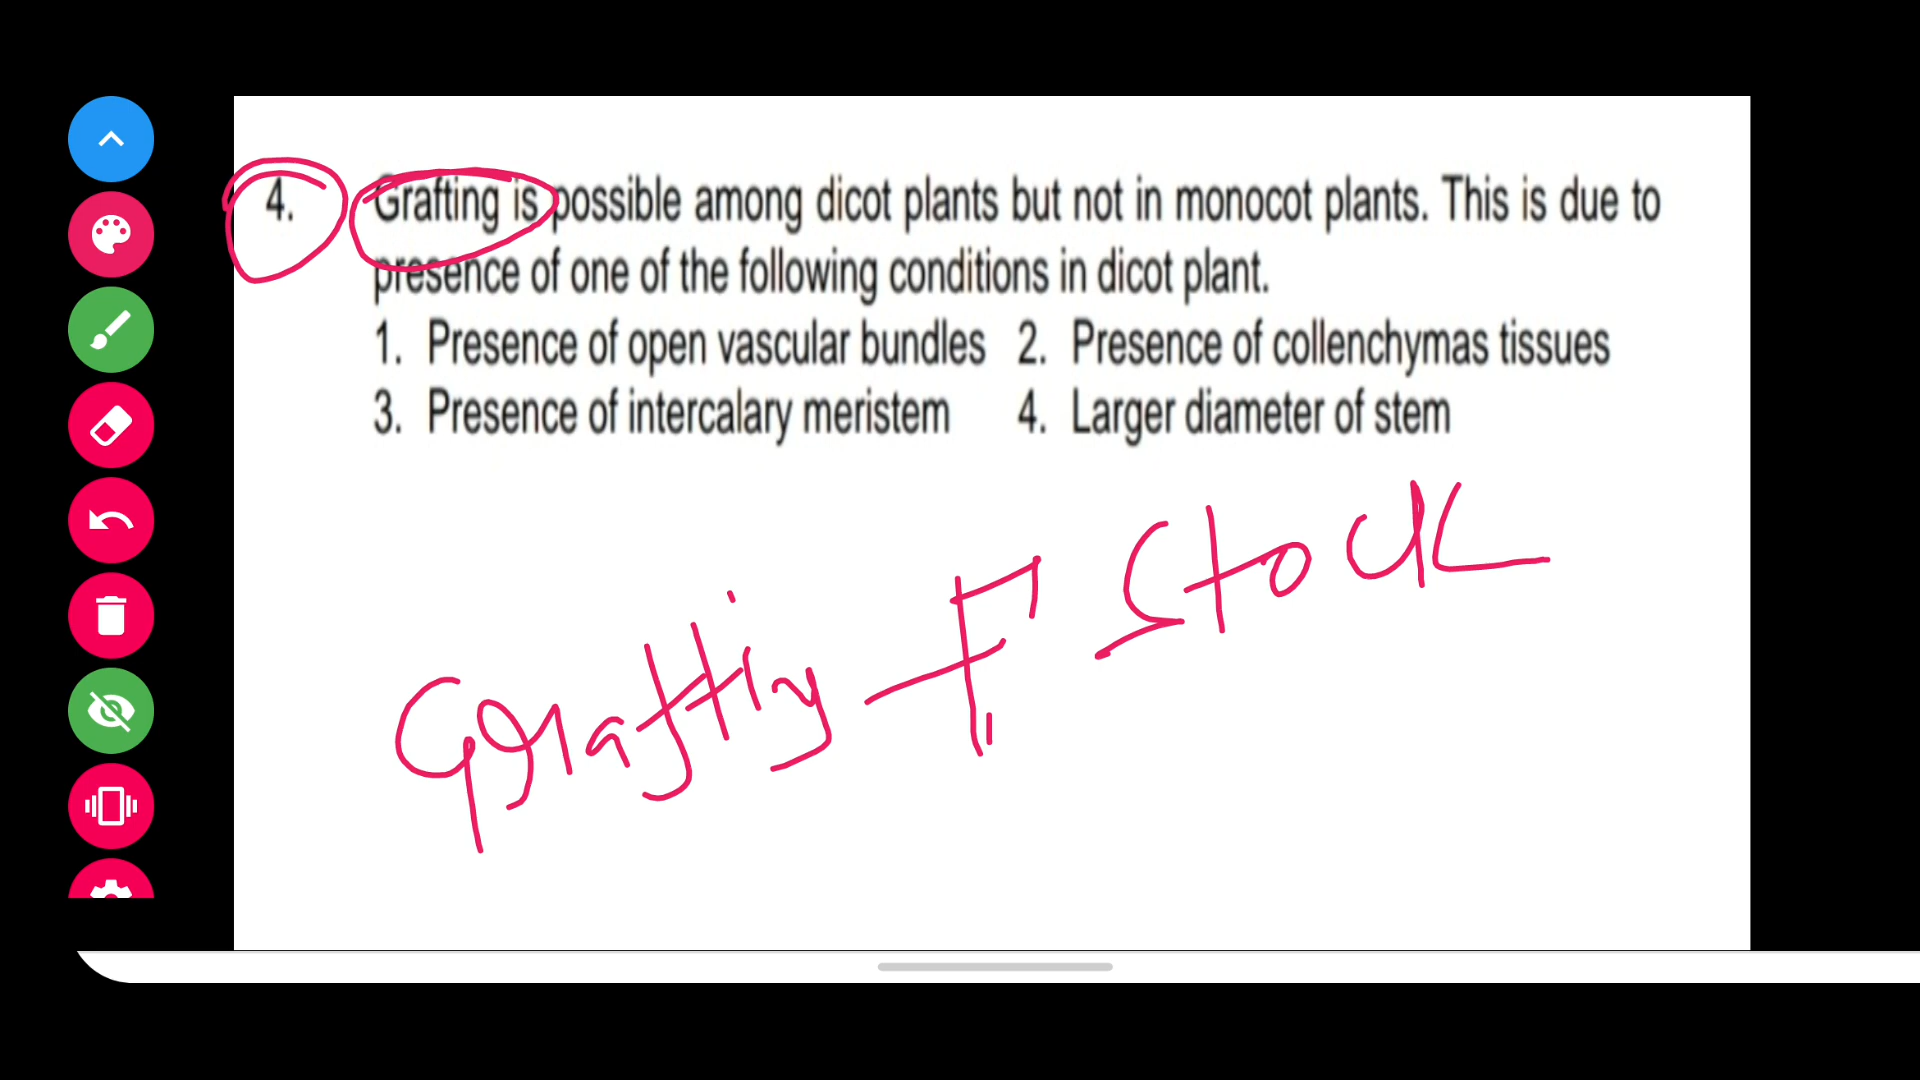 4. Grafting is possible among dicot plants but not in monocot plants. This is due to
presence of one of the following conditions in dicot plant.
1. Presence of open vascular bundles 2. Presence of collenchymas tissues
3. Presence of intercalary meristem 4. Larger diameter of stem
Stock
Grafting